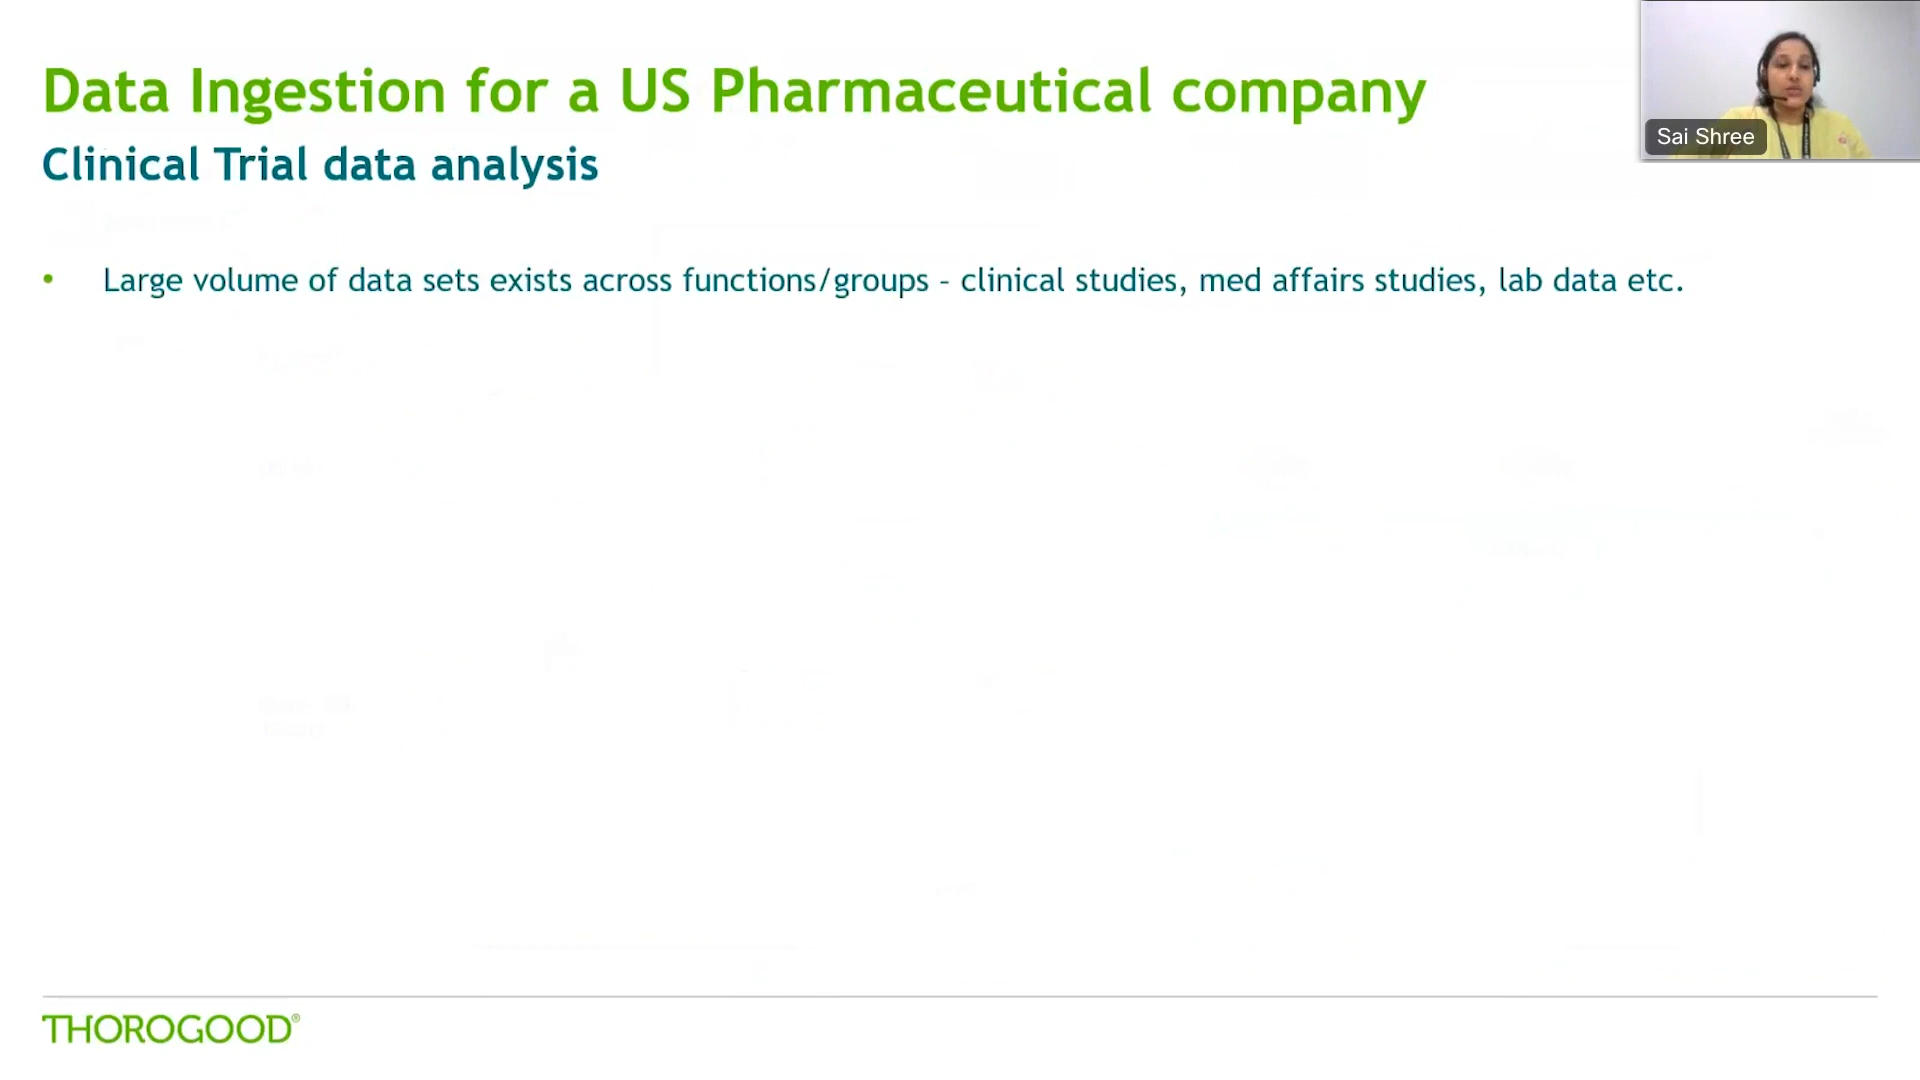 Data Ingestion for a US Pharmaceutical company
Sai Shree
Clinical Trial data analysis
• Large volume of data sets exists across functions/groups – clinical studies, med affairs studies, lab data etc.
THOROGOOD®